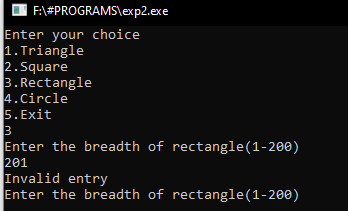 F:\#PROGRAMS\exp2.exe
Enter your choice
1.Triangle
2.Square
3.Rectangle
4.Circle
5.Exit
3
Enter the breadth of rectangle(1-200)
201
Invalid entry
Enter the breadth of rectangle(1-200)